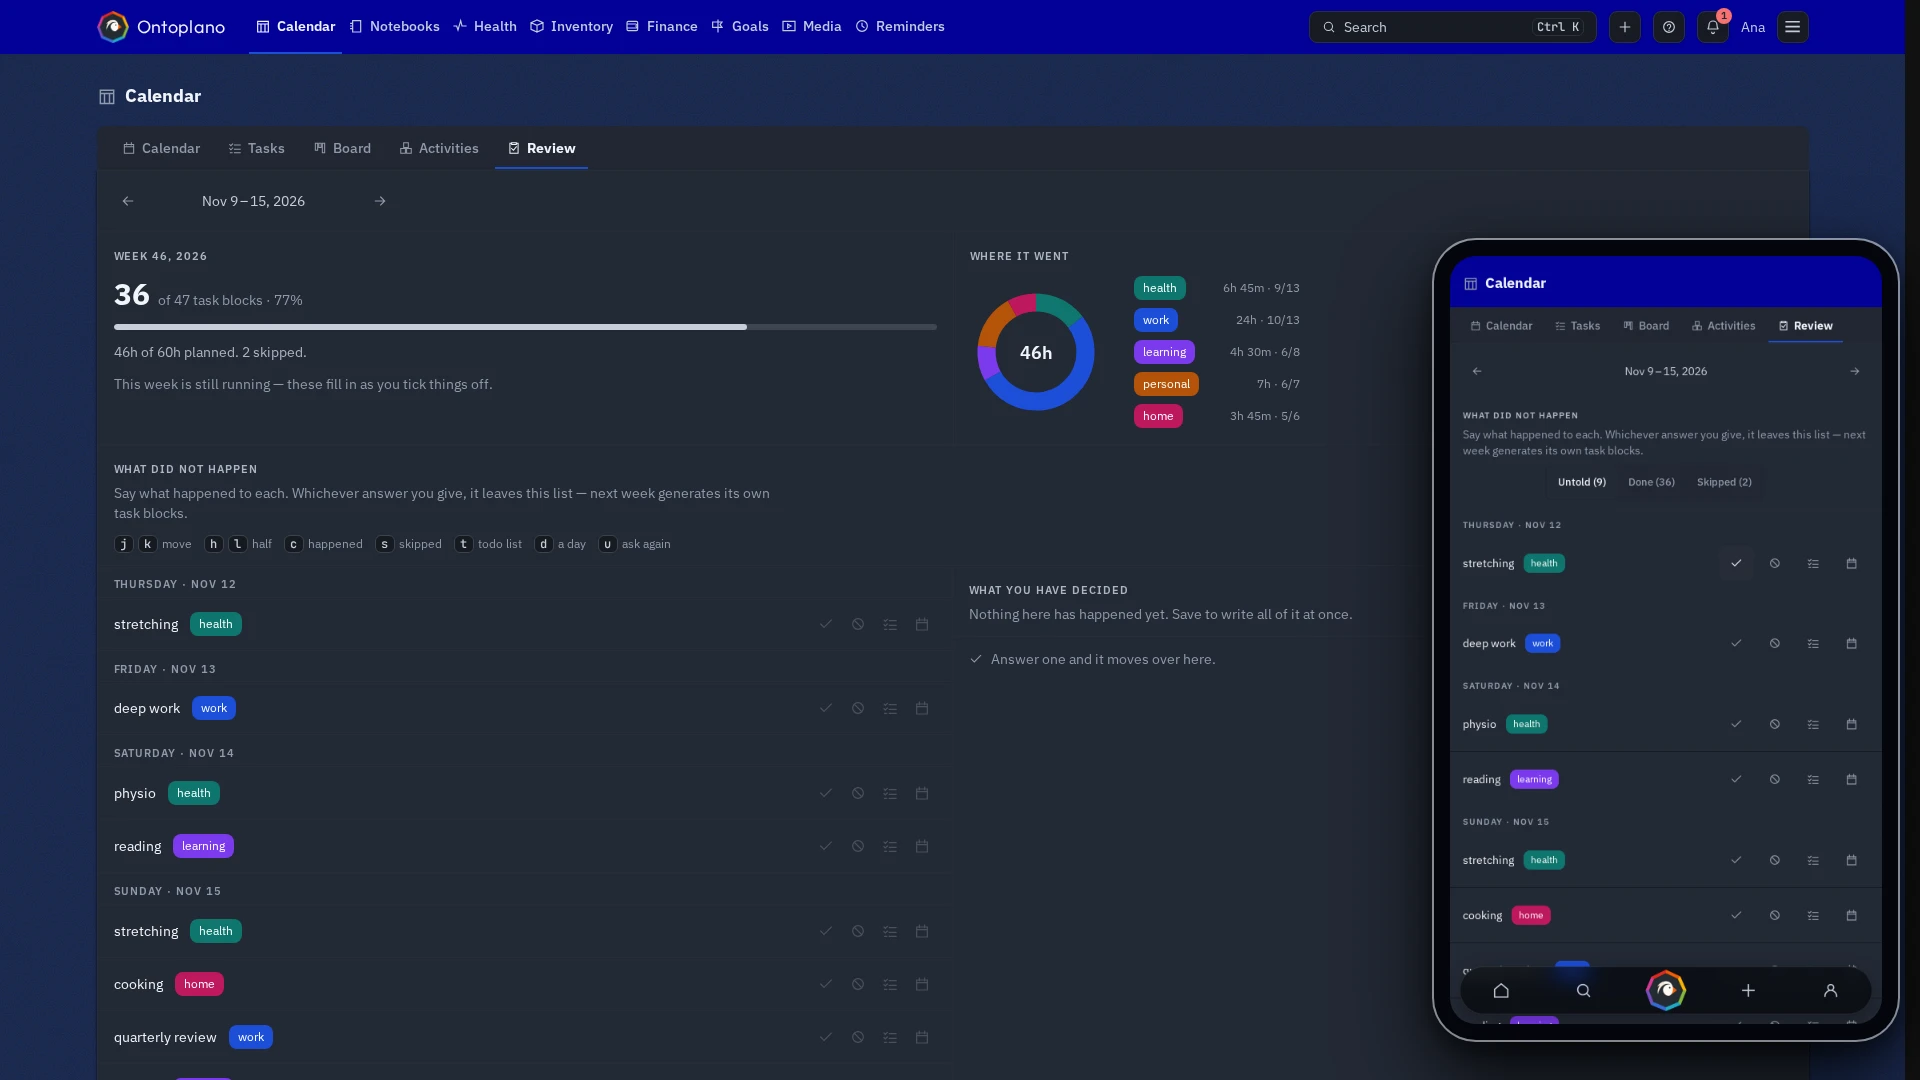 Ontoplano Calendar Notebooks Health Inventory Finance Goals Media Reminders Search Ctrl K 1 Ana
Calendar
Calendar Tasks Board Activities Review
Nov 9–15, 2026
WEEK 46, 2026
36 of 47 task blocks · 77%
46h of 60h planned. 2 skipped.
This week is still running — these fill in as you tick things off.
WHERE IT WENT
46h
health 6h 45m · 9/13
work 24h · 10/13
learning 4h 30m · 6/8
personal 7h · 6/7
home 3h 45m · 5/6
WHAT DID NOT HAPPEN
Say what happened to each. Whichever answer you give, it leaves this list — next week generates its own
task blocks.
j k move h l half c happened s skipped t todo list d a day u ask again
THURSDAY · NOV 12
stretching health
FRIDAY · NOV 13
deep work work
SATURDAY · NOV 14
physio health
reading learning
SUNDAY · NOV 15
stretching health
cooking home
quarterly review work
WHAT YOU HAVE DECIDED
Nothing here has happened yet. Save to write all of it at once.
Answer one and it moves over here.
Calendar
Calendar Tasks Board Activities Review
Nov 9–15, 2026
WHAT DID NOT HAPPEN
Say what happened to each. Whichever answer you give, it leaves this list — next
week generates its own task blocks.
Untold (9) Done (36) Skipped (2)
THURSDAY · NOV 12
stretching health
FRIDAY · NOV 13
deep work work
SATURDAY · NOV 14
physio health
reading learning
SUNDAY · NOV 15
stretching health
cooking home